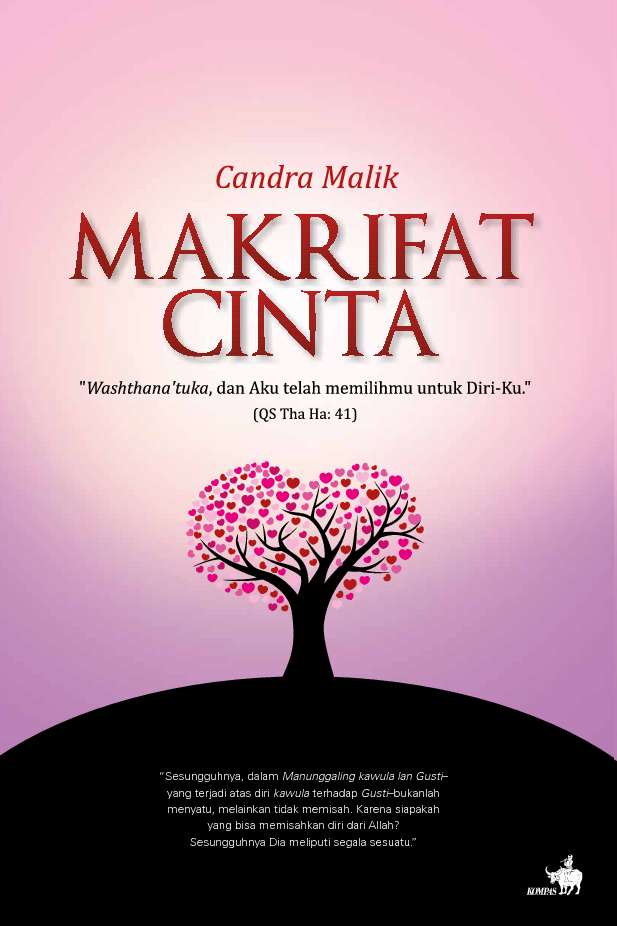 Candra Malik
MAKRIFAT
CINTA
"Washthana'tuka, dan Aku telah memilihmu untuk Diri-Ku."
(QS Tha Ha: 41)
“Sesungguhnya, dalam Manunggaling kawula lan Gusti–
yang terjadi atas diri kawula terhadap Gusti–bukanlah
menyatu, melainkan tidak memisah. Karena siapakah
yang bisa memisahkan diri dari Allah?
Sesungguhnya Dia meliputi segala sesuatu.”
KOMPAS